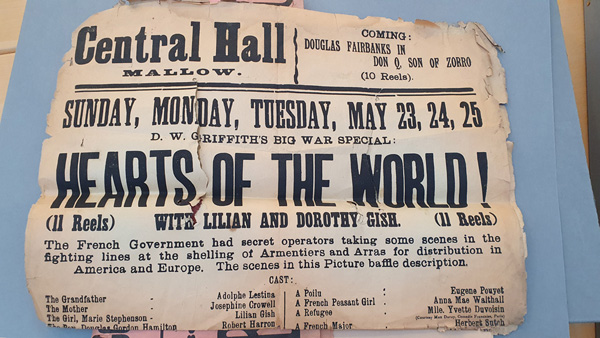 Central Hall
MALLOW.
COMING:
DOUGLAS FAIRBANKS IN
DON Q, SON OF ZORRO
(10 Reels).
SUNDAY, MONDAY, TUESDAY, MAY 23, 24, 25
D. W. GRIFFITH'S BIG WAR SPECIAL:
HEARTS OF THE WORLD!
(11 Reels) WITH LILIAN AND DOROTHY GISH. (11 Reels)
The French Government had secret operators taking some scenes in the
fighting lines at the shelling of Armentiers and Arras for distribution in
America and Europe. The scenes in this Picture baffle description.
CAST:
The Grandfather - Adolphe Lestina
The Mother - Josephine Crowell
The Girl, Marie Stephenson - Lilian Gish
The Boy, Douglas Gordon Hamilton Robert Harron
A Poilu - Eugene Pouyet
A French Peasant Girl - Anna Mae Walthall
A Refugee - Mlle. Yvette Duvoisin
A French Major Herbert Sutch